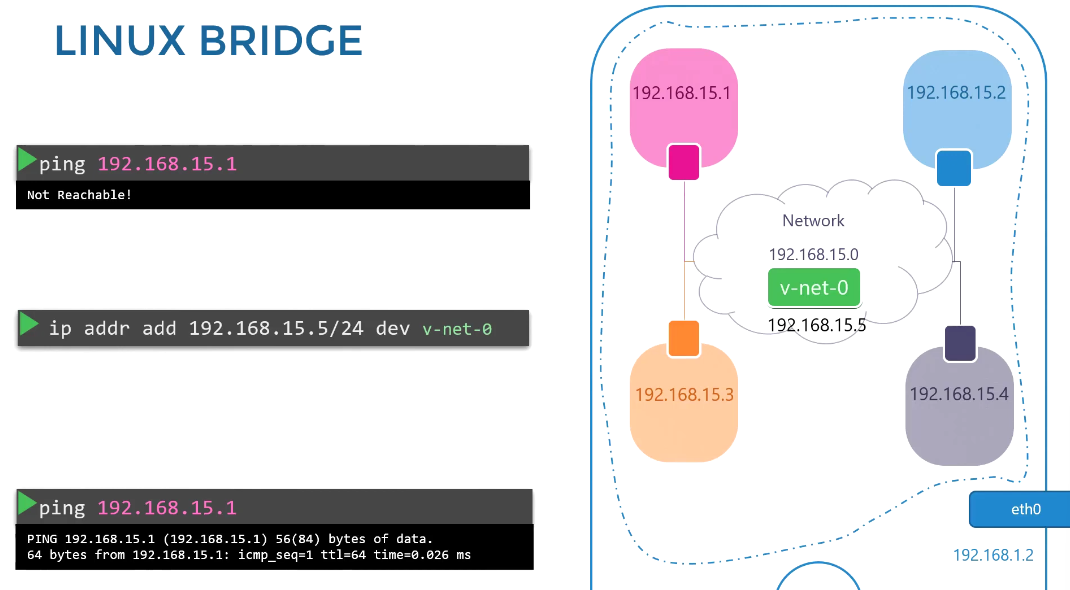 LINUX BRIDGE
ping 192.168.15.1
Not Reachable!
ip addr add 192.168.15.5/24 dev v-net-0
ping 192.168.15.1
PING 192.168.15.1 (192.168.15.1) 56(84) bytes of data.
64 bytes from 192.168.15.1: icmp_seq=1 ttl=64 time=0.026 ms
192.168.15.1
192.168.15.2
Network
192.168.15.0
v-net-0
192.168.15.5
192.168.15.3
192.168.15.4
eth0
192.168.1.2